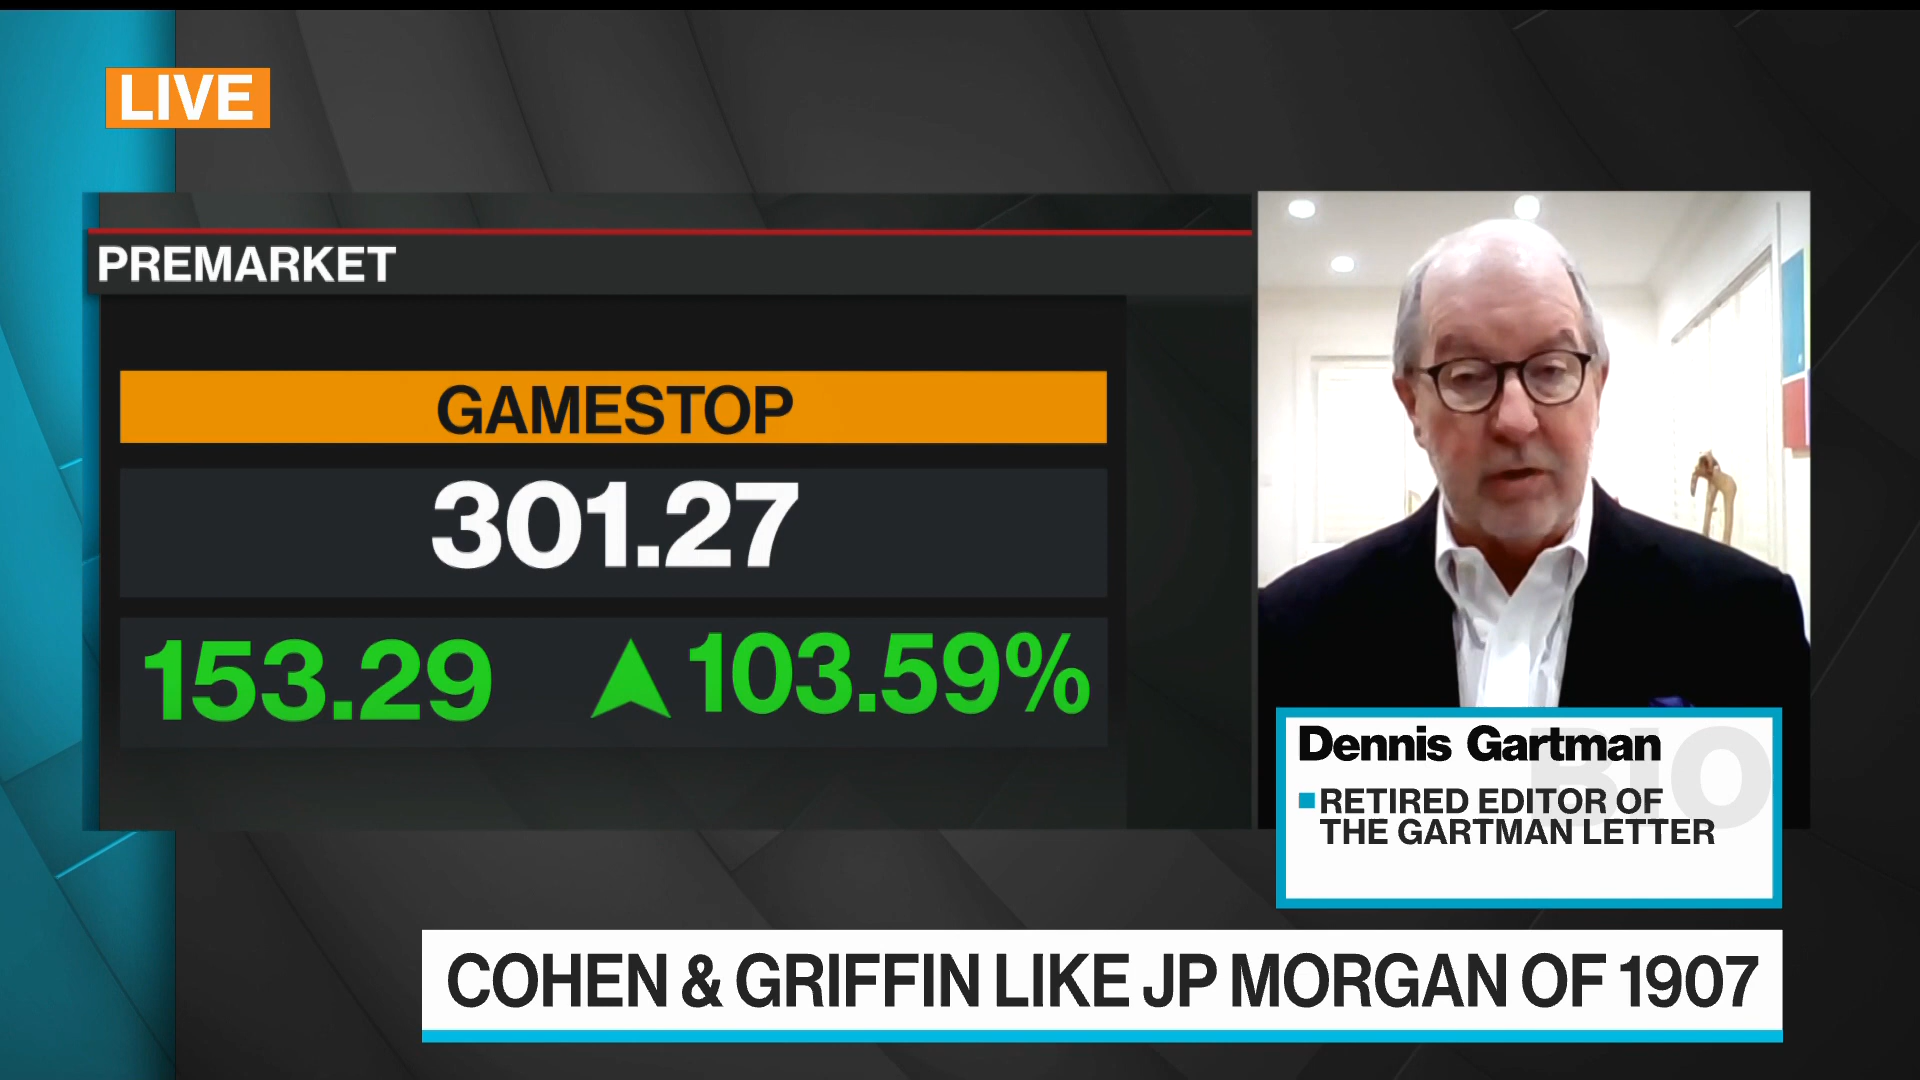 LIVE
PREMARKET
GAMESTOP
301.27
153.29 ▲103.59%
Dennis Gartman
BIO
RETIRED EDITOR OF
THE GARTMAN LETTER
COHEN & GRIFFIN LIKE JP MORGAN OF 1907